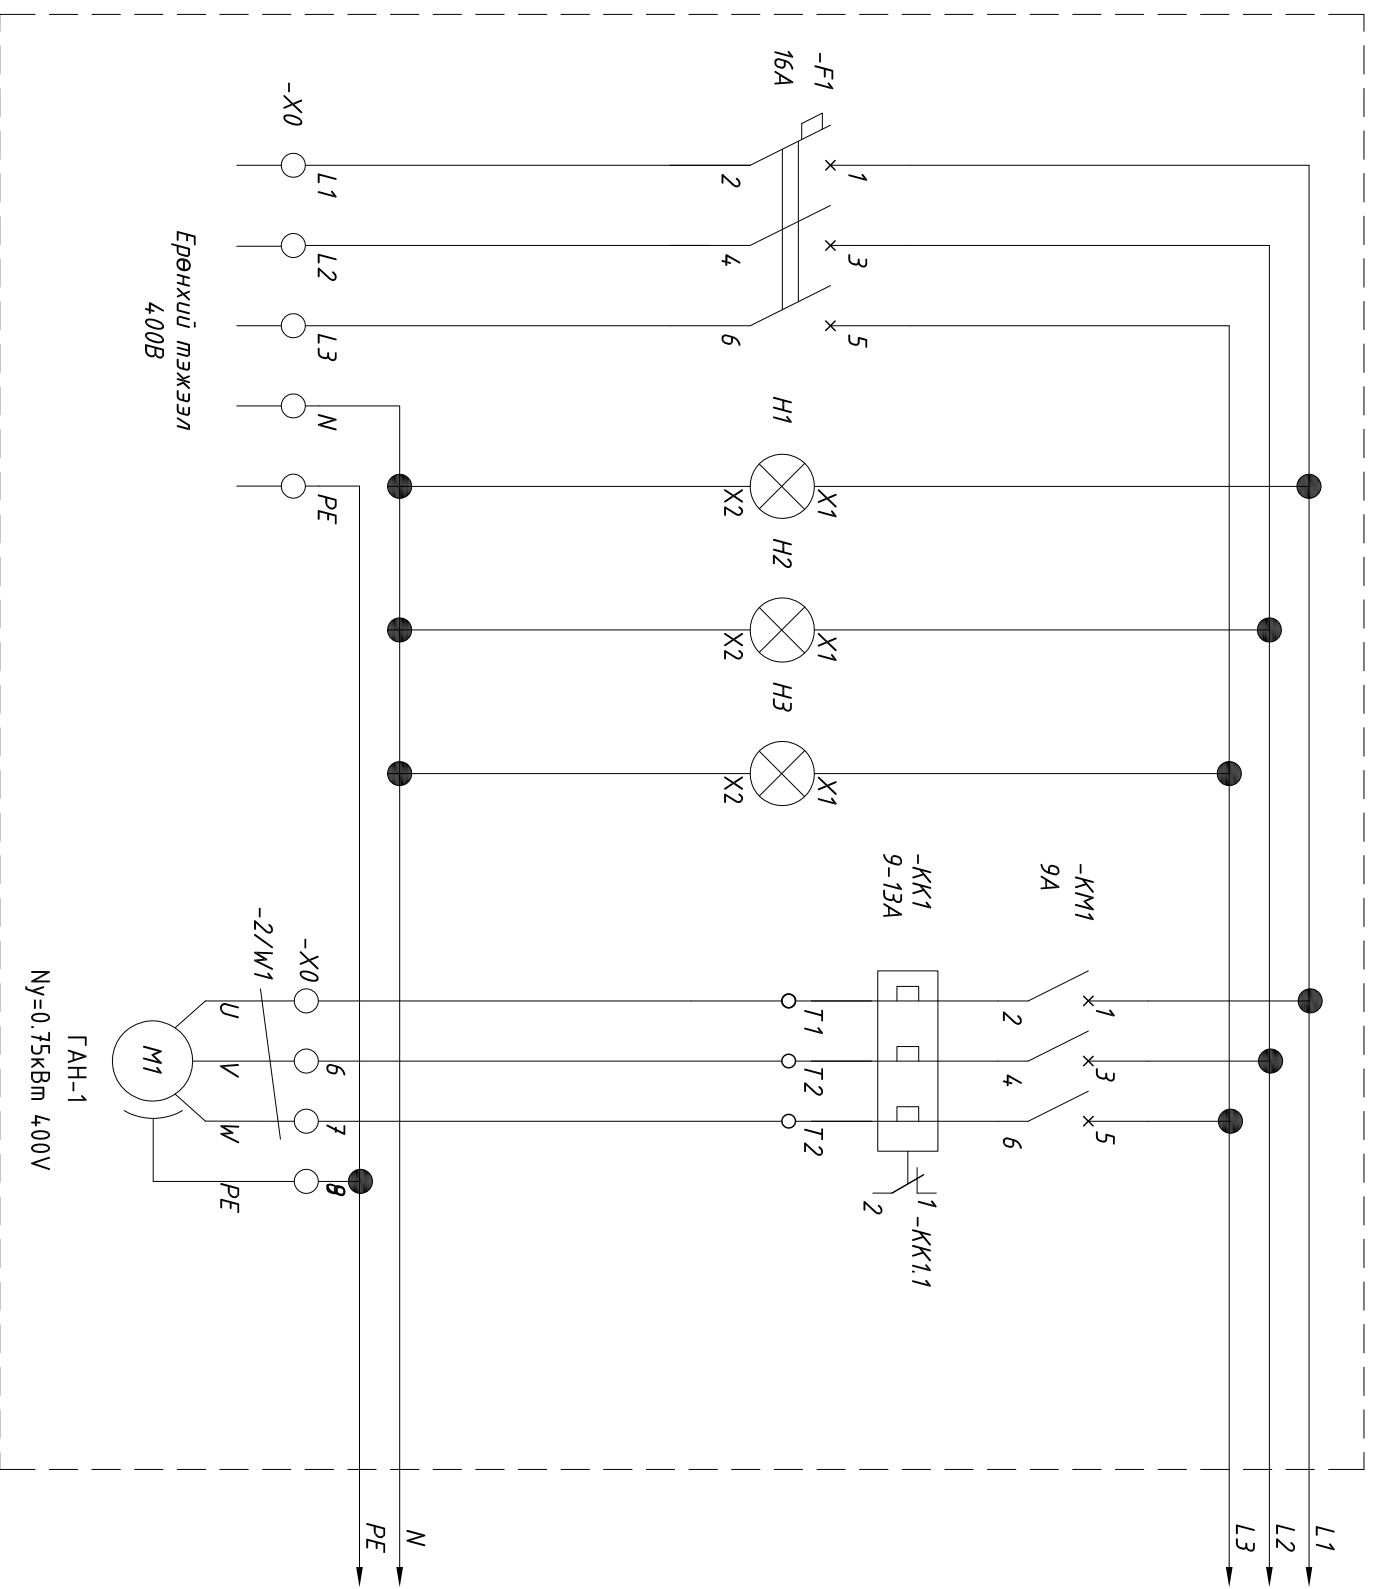 L1
L2
L3
N
PE
-F1
16A
1
3
5
2
4
6
-X0
L1
L2
L3
N
PE
Ерөнхий тэжээл
400В
H1
X1
X2
H2
X1
X2
H3
X1
X2
-KM1
9A
1
3
5
2
4
6
-KK1
9-13A
1
2
-KK1.1
T1
T2
T2
-X0
6
7
8
-2/W1
U
V
W
PE
M1
ГАН-1
Ny=0.75кВт 400V